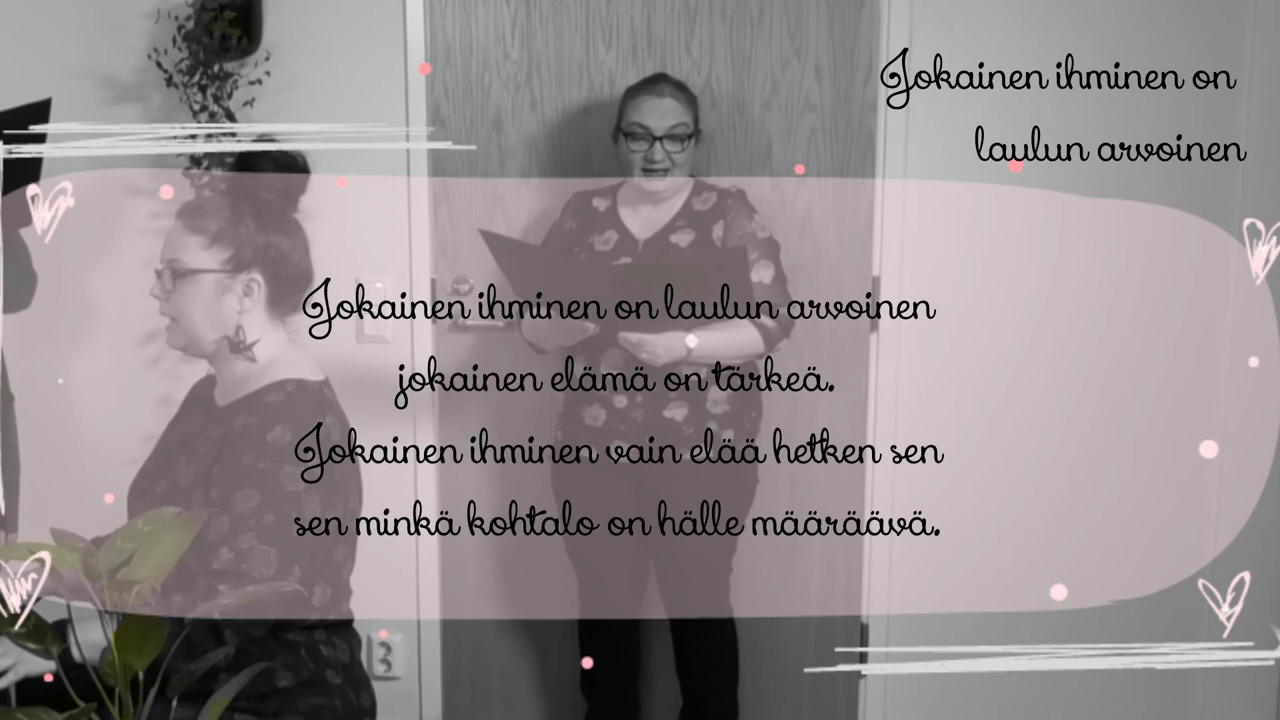 Jokainen ihminen on
laulun arvoinen
Jokainen ihminen on laulun arvoinen
jokainen elämä on tärkeä.
Jokainen ihminen vain elää hetken sen
sen minkä kohtalo on hälle määräävä.